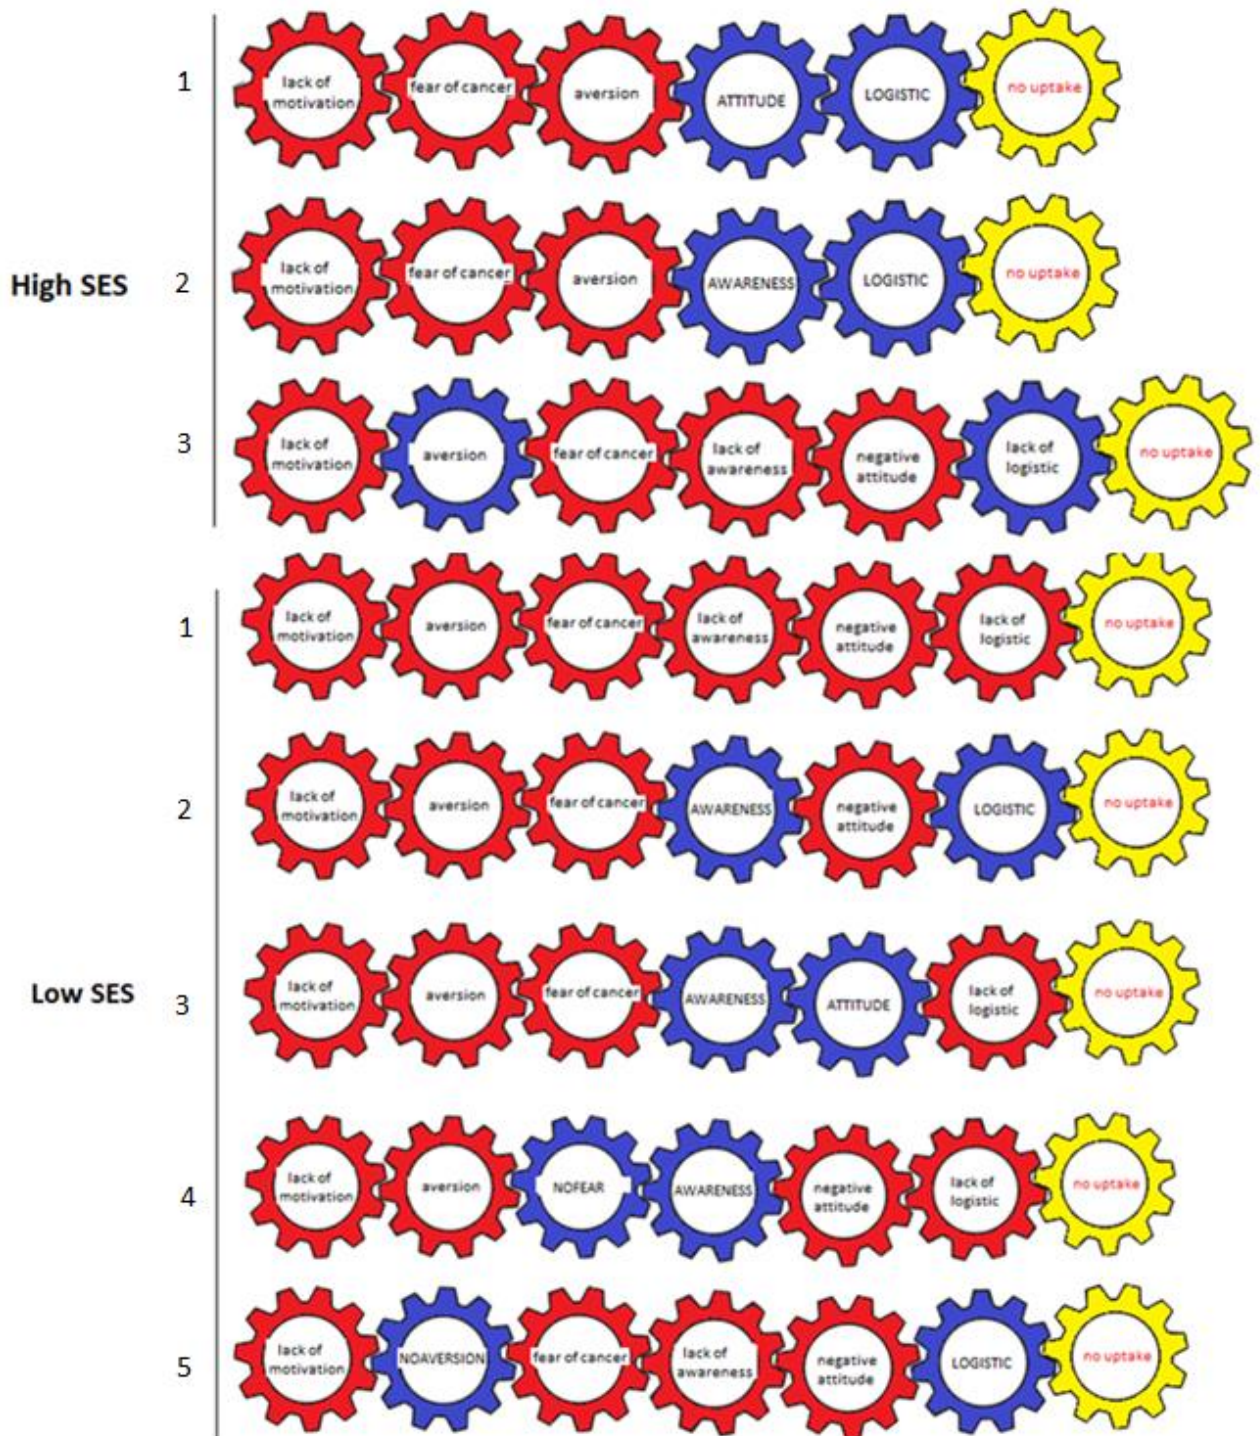 1
lack of
motivation
fear of cancer
aversion
ATTITUDE
LOGISTIC
no uptake
High SES
2
lack of
motivation
fear of cancer
aversion
AWARENESS
LOGISTIC
no uptake
3
lack of
motivation
aversion
fear of cancer
lack of
awareness
negative
attitude
lack of
logistic
no uptake
1
lack of
motivation
aversion
fear of cancer
lack of
awareness
negative
attitude
lack of
logistic
no uptake
2
lack of
motivation
aversion
fear of cancer
AWARENESS
negative
attitude
LOGISTIC
no uptake
Low SES
3
lack of
motivation
aversion
fear of cancer
AWARENESS
ATTITUDE
lack of
logistic
no uptake
4
lack of
motivation
aversion
NOFEAR
AWARENESS
negative
attitude
lack of
logistic
no uptake
5
lack of
motivation
NOAVERSION
fear of cancer
lack of
awareness
negative
attitude
LOGISTIC
no uptake